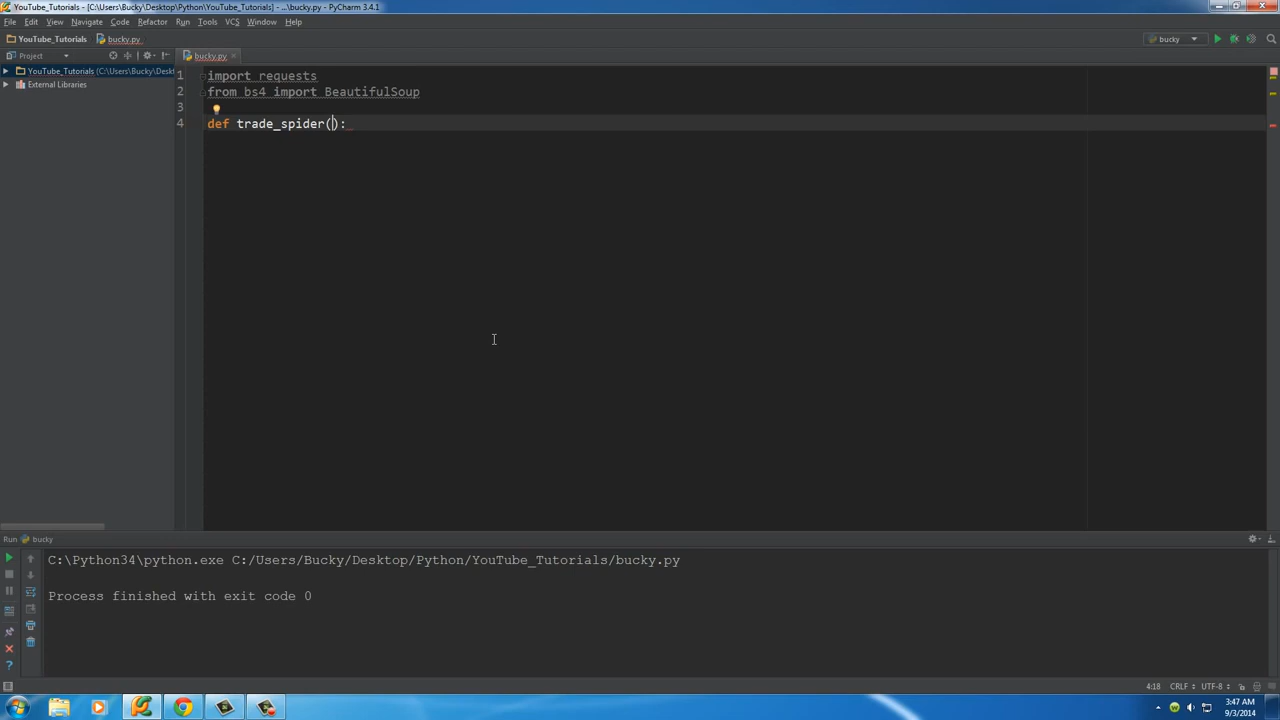 YouTube_Tutorials - [C:\Users\Bucky\Desktop\Python\YouTube_Tutorials] - ...\bucky.py - PyCharm 3.4.1
File Edit View Navigate Code Refactor Run Tools VCS Window Help
YouTube_Tutorials bucky.py bucky
Project bucky.py
YouTube_Tutorials (C:\Users\Bucky\Deskt
External Libraries
1 import requests
2 from bs4 import BeautifulSoup
3
4 def trade_spider():
Run bucky
C:\Python34\python.exe C:/Users/Bucky/Desktop/Python/YouTube_Tutorials/bucky.py
Process finished with exit code 0
4:18 CRLF UTF-8
3:47 AM
9/3/2014